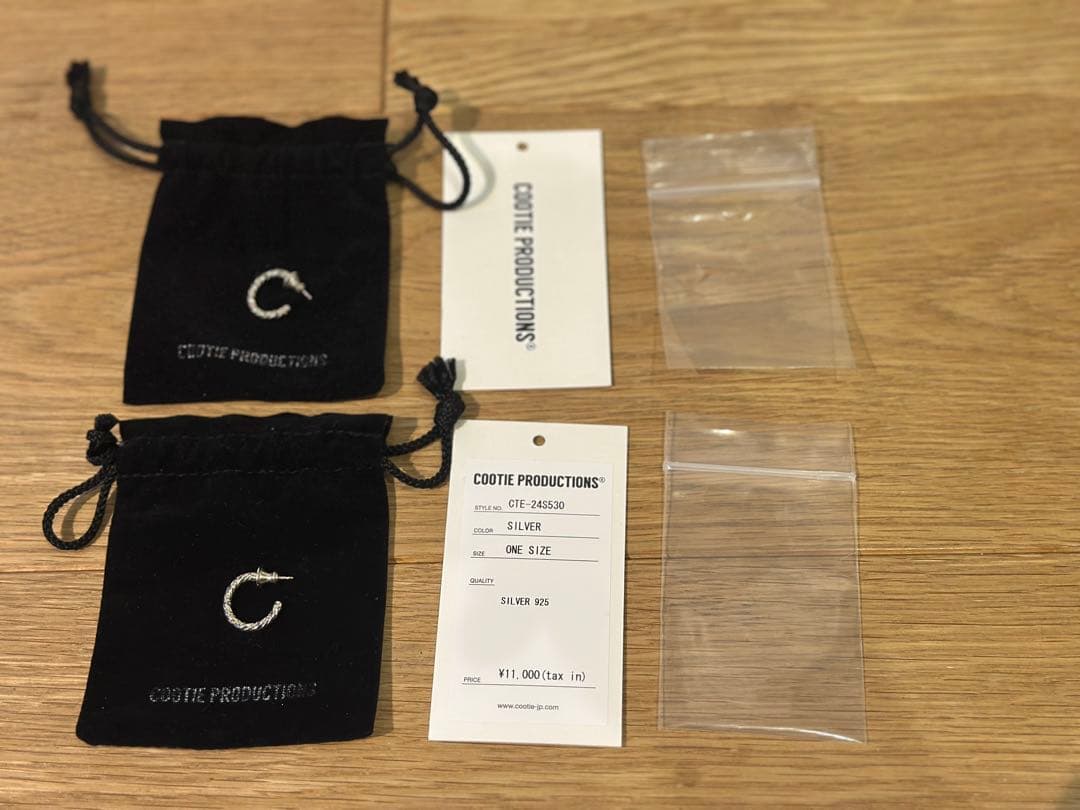 COOTIE PRODUCTIONS
COOTIE PRODUCTIONS®
COOTIE PRODUCTIONS
COOTIE PRODUCTIONS®
STYLE NO. CTE-24S530
COLOR SILVER
SIZE ONE SIZE
QUALITY
SILVER 925
PRICE ¥11,000(tax in)
www.cootie-jp.com